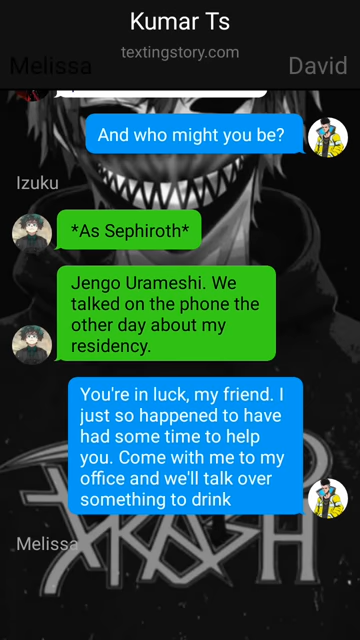 Kumar Ts
textingstory.com
Melissa
David
And who might you be?
Izuku
*As Sephiroth*
Jengo Urameshi. We
talked on the phone the
other day about my
residency.
You're in luck, my friend. I
just so happened to have
had some time to help
you. Come with me to my
office and we'll talk over
something to drink
Melissa